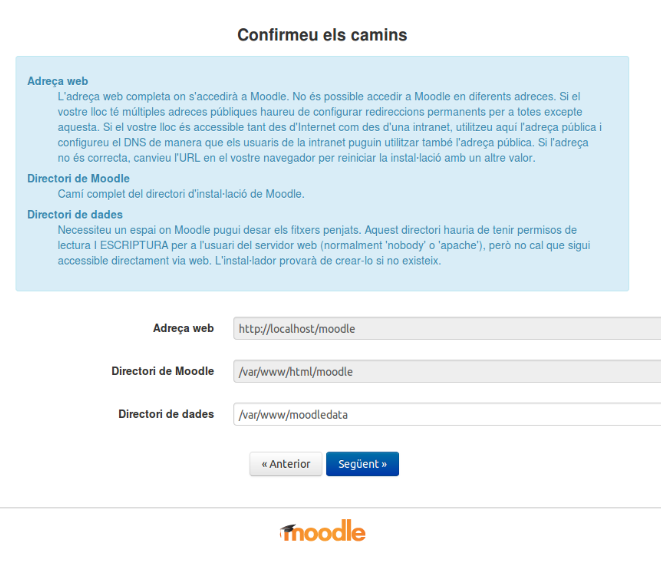 Confirmeu els camins
Adreça web
L'adreça web completa on s'accedirà a Moodle. No és possible accedir a Moodle en diferents adreces. Si el
vostre lloc té múltiples adreces públiques haureu de configurar redireccions permanents per a totes excepte
aquesta. Si el vostre lloc és accessible tant des d'Internet com des d'una intranet, utilitzeu aquí l'adreça pública i
configureu el DNS de manera que els usuaris de la intranet puguin utilitzar també l'adreça pública. Si l'adreça
no és correcta, canvieu l'URL en el vostre navegador per reiniciar la instal·lació amb un altre valor.
Directori de Moodle
Camí complet del directori d'instal·lació de Moodle.
Directori de dades
Necessiteu un espai on Moodle pugui desar els fitxers penjats. Aquest directori hauria de tenir permisos de
lectura I ESCRIPTURA per a l'usuari del servidor web (normalment 'nobody' o 'apache'), però no cal que sigui
accessible directament via web. L'instal·lador provarà de crear-lo si no existeix.
Adreça web http://localhost/moodle
Directori de Moodle /var/www/html/moodle
Directori de dades /var/www/moodledata
« Anterior Següent »
moodle